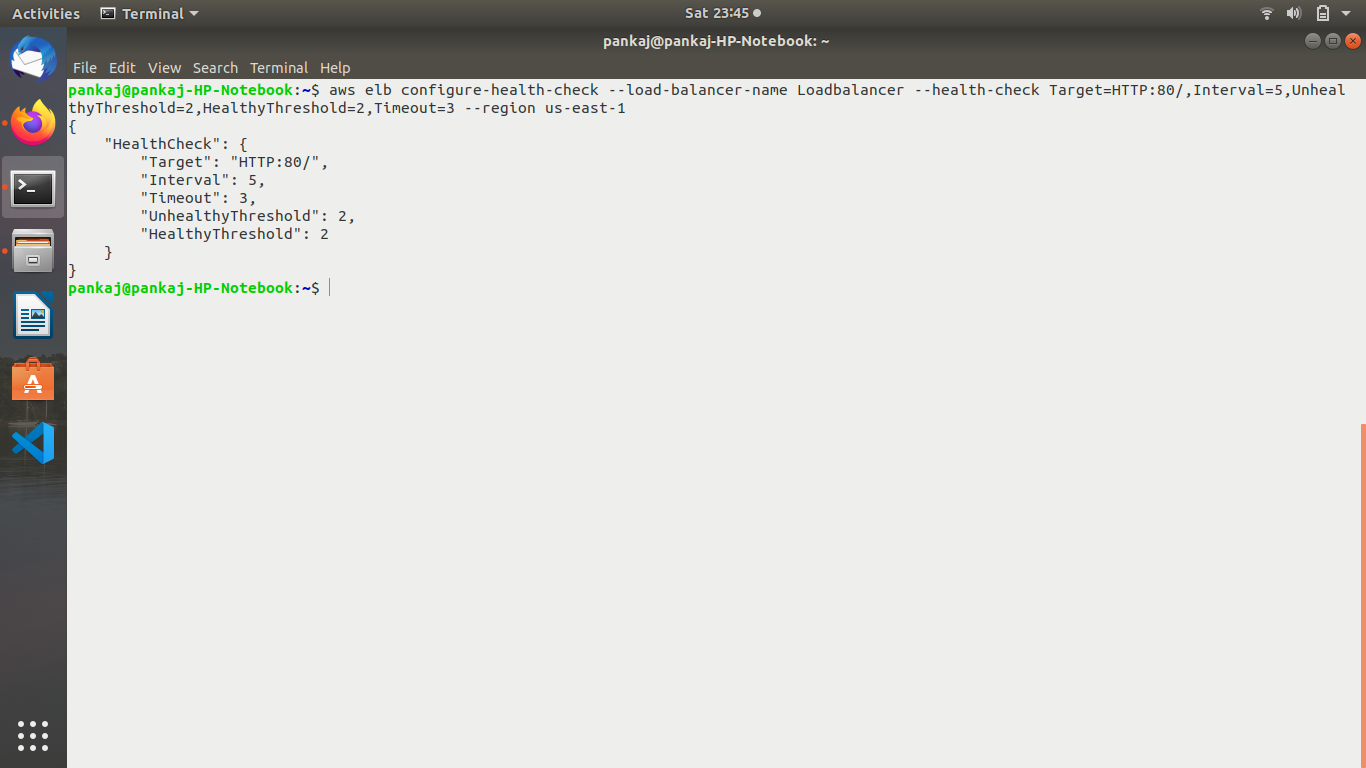 Activities Terminal Sat 23:45
pankaj@pankaj-HP-Notebook: ~
File Edit View Search Terminal Help
pankaj@pankaj-HP-Notebook:~$ aws elb configure-health-check --load-balancer-name Loadbalancer --health-check Target=HTTP:80/,Interval=5,Unheal
thyThreshold=2,HealthyThreshold=2,Timeout=3 --region us-east-1
{
    "HealthCheck": {
        "Target": "HTTP:80/",
        "Interval": 5,
        "Timeout": 3,
        "UnhealthyThreshold": 2,
        "HealthyThreshold": 2
    }
}
pankaj@pankaj-HP-Notebook:~$